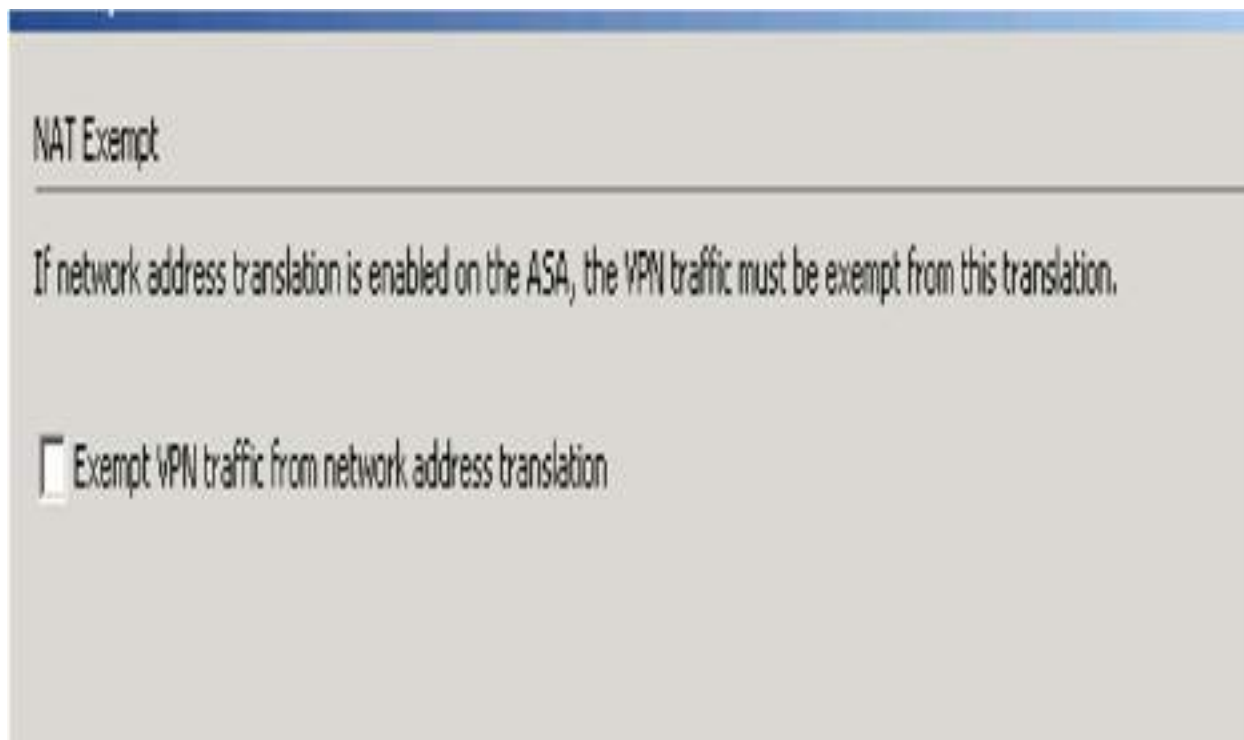 NAT Exempt
If network address translation is enabled on the ASA, the VPN traffic must be exempt from this translation.
Exempt VPN traffic from network address translation